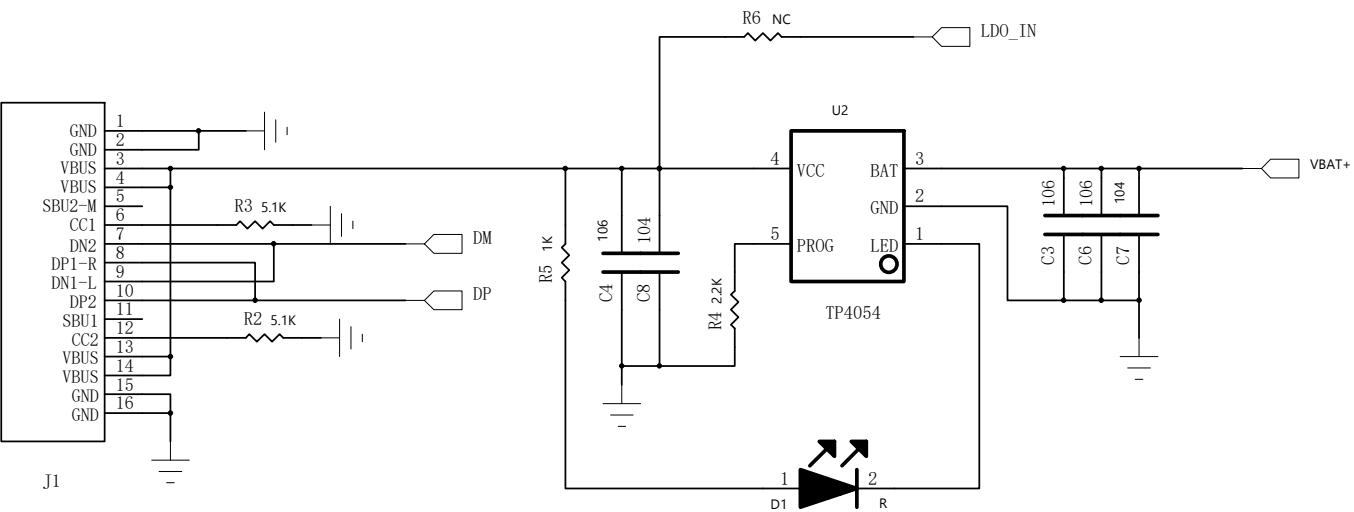 R6 NC
LDO_IN
U2
GND 1
GND 2
VBUS 3
VBUS 4
SBU2-M 5
CC1 6
DN2 7
DP1-R 8
DN1-L 9
DP2 10
SBU1 11
CC2 12
VBUS 13
VBUS 14
GND 15
GND 16
J1
R3 5.1K
DM
DP
R2 5.1K
R5 1K
106
C4
104
C8
R4 2.2K
4 VCC
5 PROG
BAT 3
GND 2
LED 1
TP4054
106
C3
106
C6
104
C7
VBAT+
1
2
D1
R